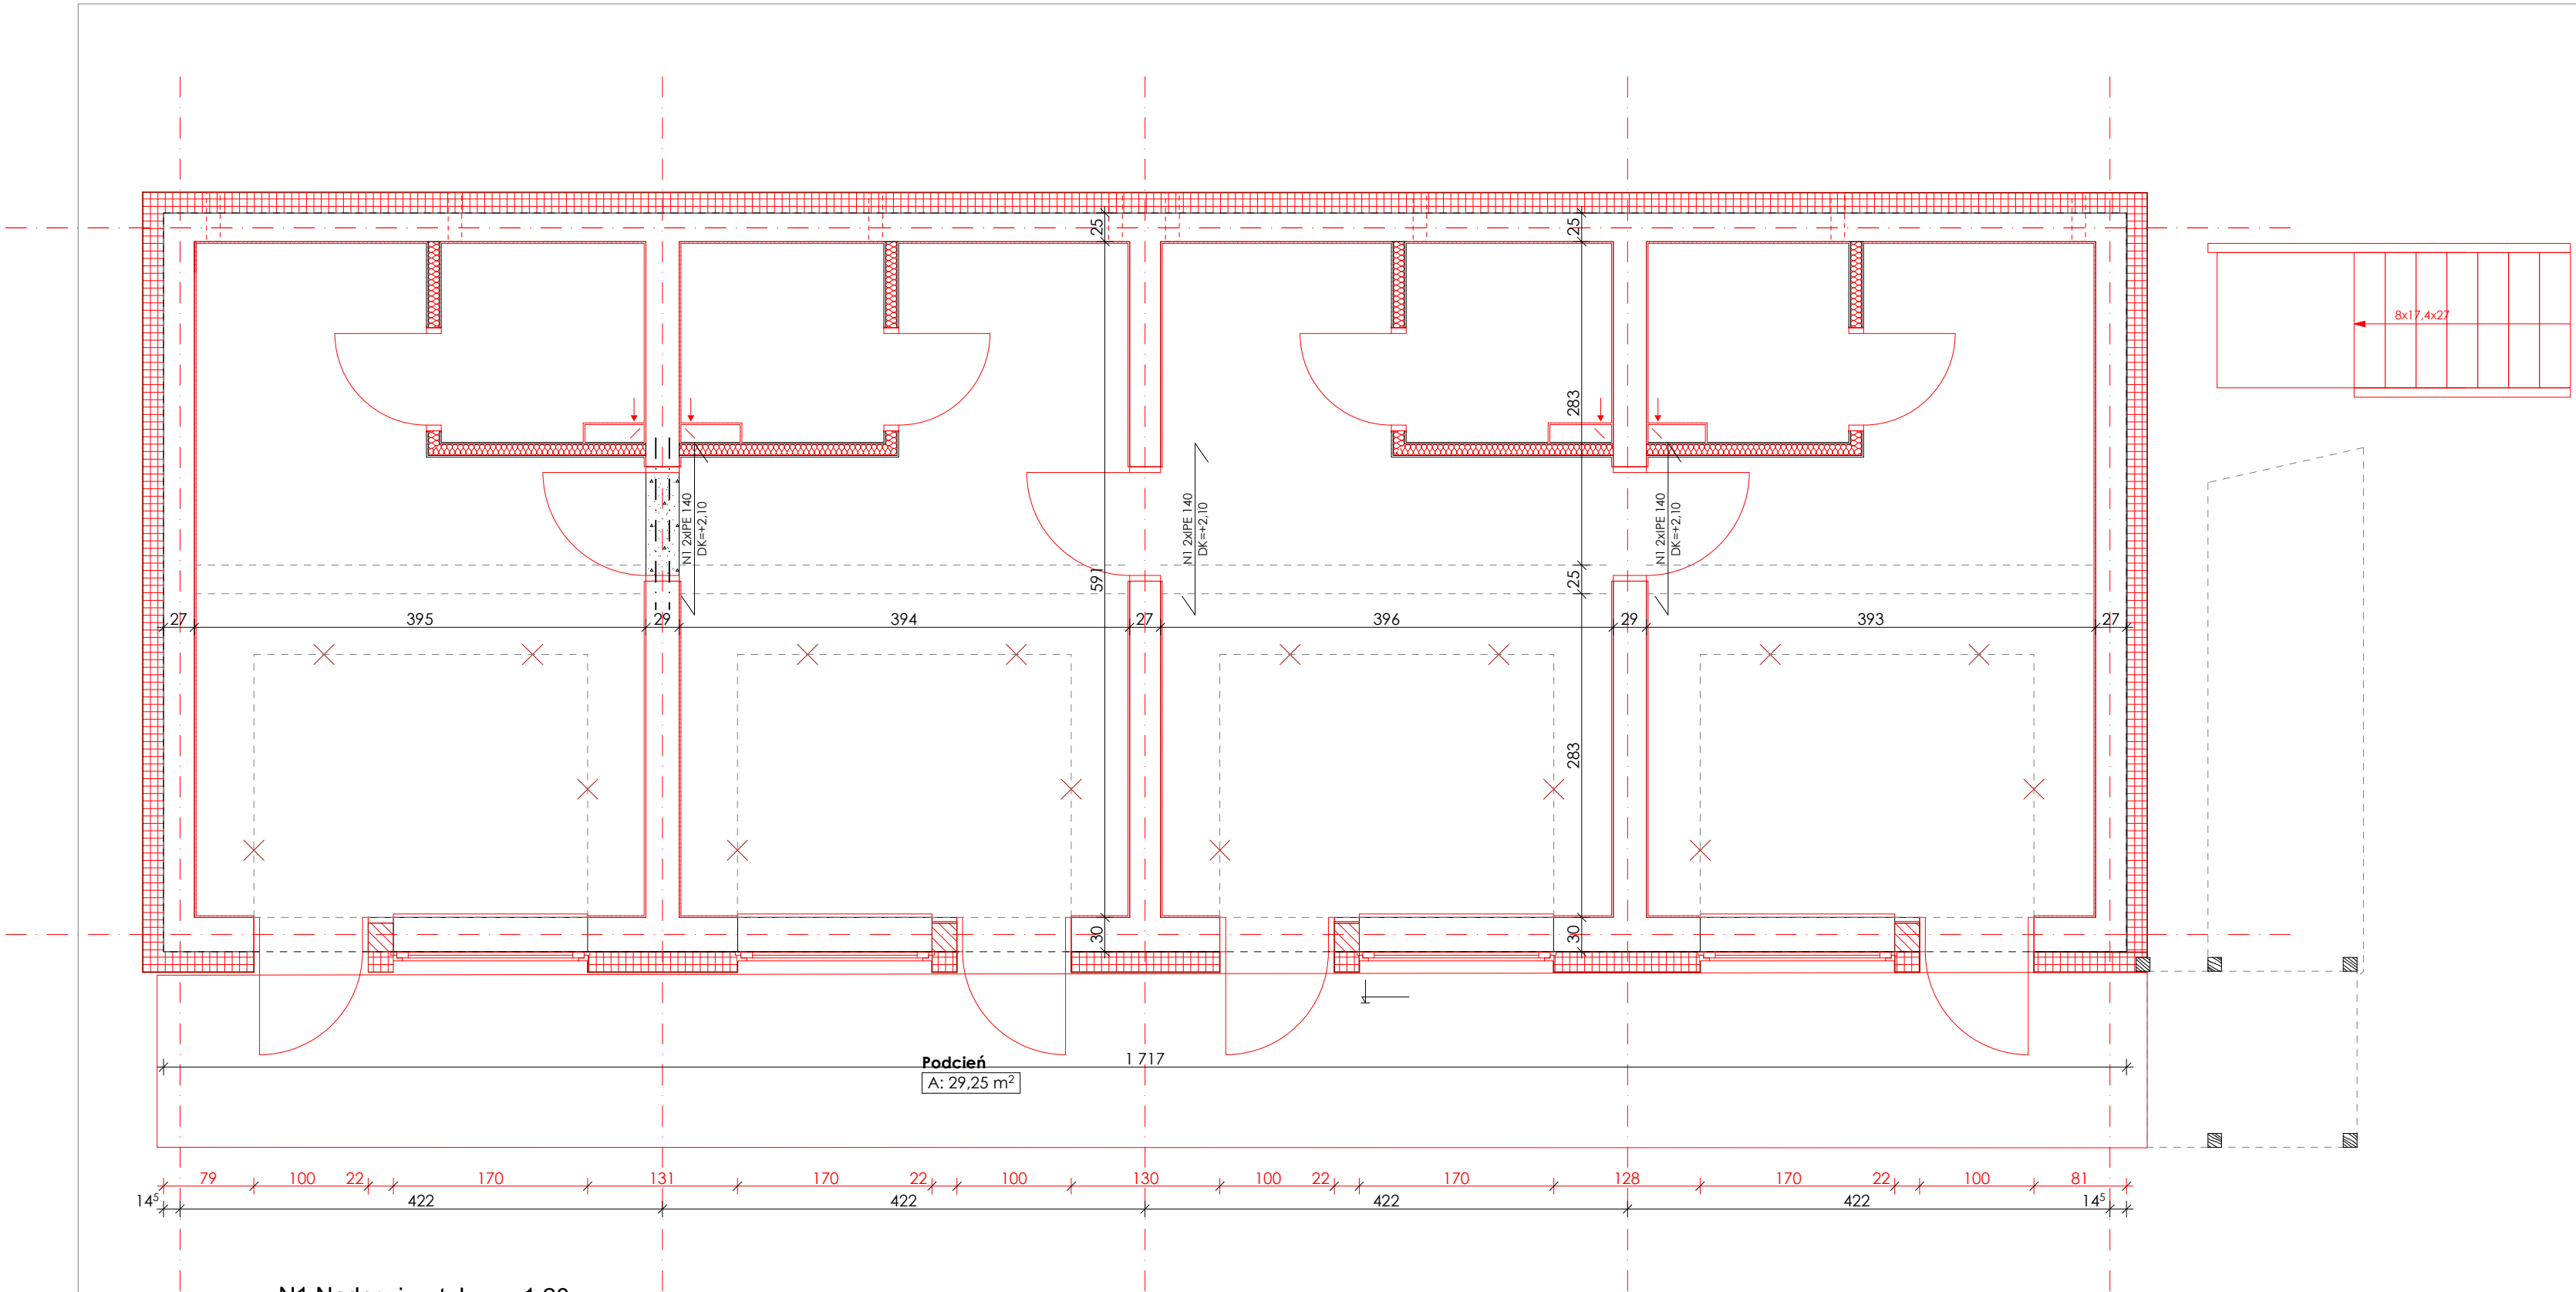 25
25
8x17,4x27
283
N1 2xIPE 140
DK=+2,10
N1 2xIPE 140
DK=+2,10
N1 2xIPE 140
DK=+2,10
591
25
27 395 29 394 27 396 29 393 27
283
30
30
Podcień
1 717
A: 29,25 m²
79 100 22 170 131 170 22 100 130 100 22 170 128 170 22 100 81
14⁵ 422 422 422 422 14⁵